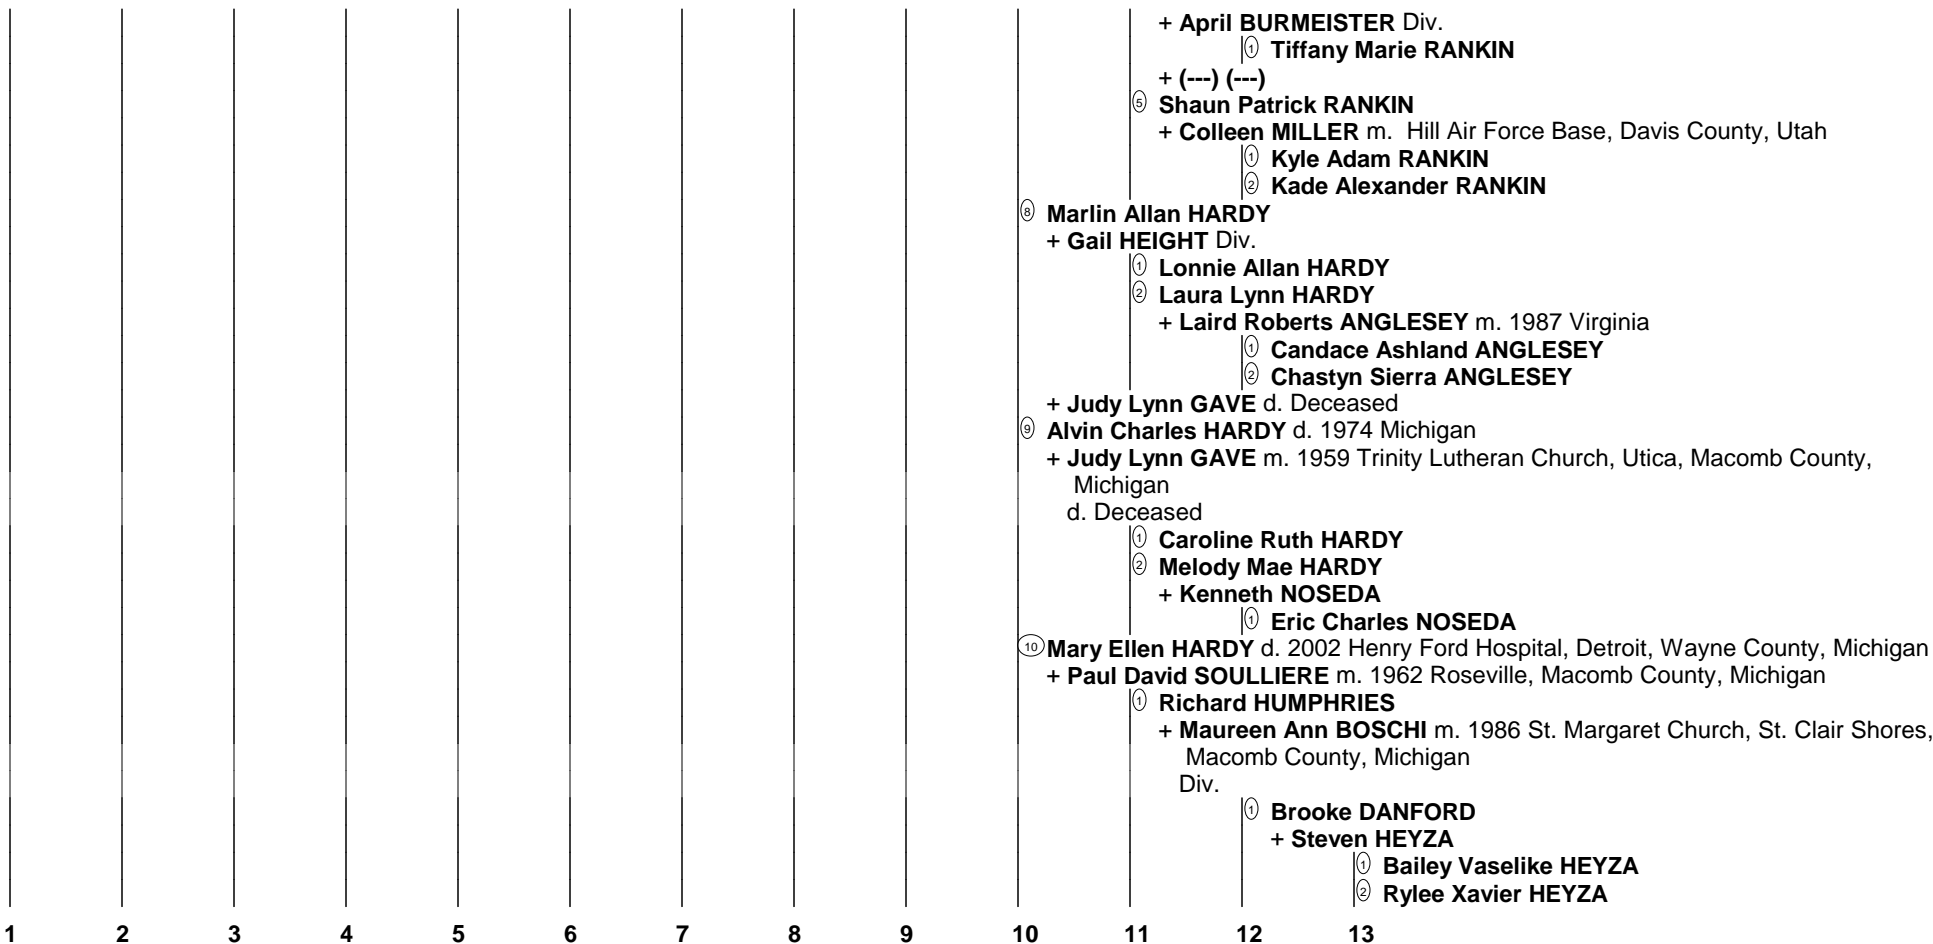 + April BURMEISTER Div.
① Tiffany Marie RANKIN
+ (---) (---)
⑤ Shaun Patrick RANKIN
+ Colleen MILLER m. Hill Air Force Base, Davis County, Utah
① Kyle Adam RANKIN
② Kade Alexander RANKIN
⑧ Marlin Allan HARDY
+ Gail HEIGHT Div.
① Lonnie Allan HARDY
② Laura Lynn HARDY
+ Laird Roberts ANGLESEY m. 1987 Virginia
① Candace Ashland ANGLESEY
② Chastyn Sierra ANGLESEY
+ Judy Lynn GAVE d. Deceased
⑨ Alvin Charles HARDY d. 1974 Michigan
+ Judy Lynn GAVE m. 1959 Trinity Lutheran Church, Utica, Macomb County,
Michigan
d. Deceased
① Caroline Ruth HARDY
② Melody Mae HARDY
+ Kenneth NOSEDA
① Eric Charles NOSEDA
⑩ Mary Ellen HARDY d. 2002 Henry Ford Hospital, Detroit, Wayne County, Michigan
+ Paul David SOULLIERE m. 1962 Roseville, Macomb County, Michigan
① Richard HUMPHRIES
+ Maureen Ann BOSCHI m. 1986 St. Margaret Church, St. Clair Shores,
Macomb County, Michigan
Div.
① Brooke DANFORD
+ Steven HEYZA
① Bailey Vaselike HEYZA
② Rylee Xavier HEYZA
1 2 3 4 5 6 7 8 9 10 11 12 13